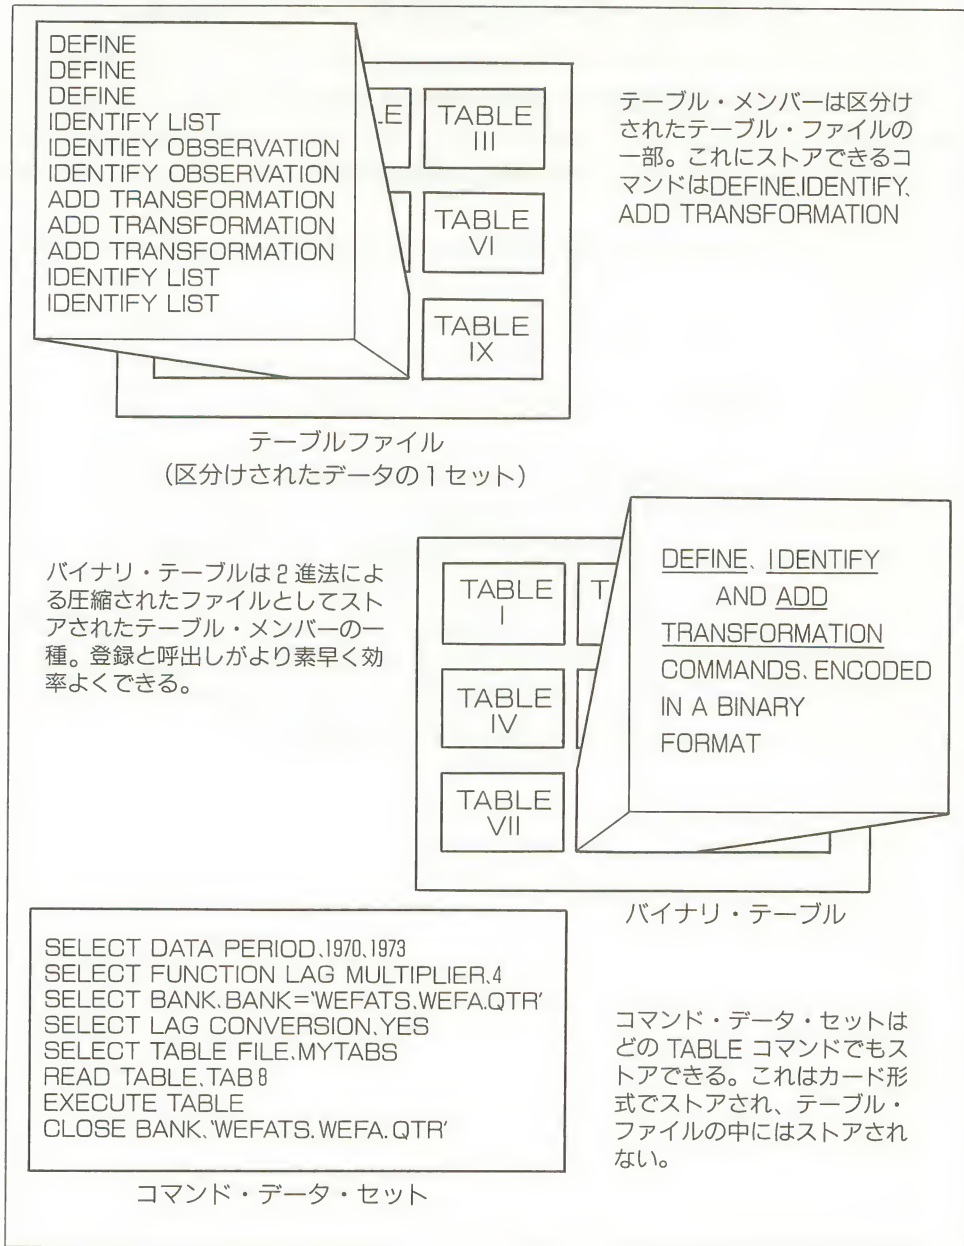 DEFINE
DEFINE
DEFINE
IDENTIFY LIST
IDENTIEY OBSERVATION
IDENTIFY OBSERVATION
ADD TRANSFORMATION
ADD TRANSFORMATION
ADD TRANSFORMATION
IDENTIFY LIST
IDENTIFY LIST
LE
TABLE
III
TABLE
VI
TABLE
IX
テーブル・メンバーは区分け
されたテーブル・ファイルの
一部。これにストアできるコ
マンドはDEFINE、IDENTIFY、
ADD TRANSFORMATION
テーブルファイル
(区分けされたデータの1セット)
バイナリ・テーブルは2進法によ
る圧縮されたファイルとしてスト
アされたテーブル・メンバーの一
種。登録と呼出しがより素早く効
率よくできる。
TABLE
I
T
TABLE
IV
TABLE
VII
DEFINE、IDENTIFY
AND ADD
TRANSFORMATION
COMMANDS、ENCODED
IN A BINARY
FORMAT
バイナリ・テーブル
SELECT DATA PERIOD、1970、1973
SELECT FUNCTION LAG MULTIPLIER、4
SELECT BANK、BANK='WEFATS.WEFA.QTR'
SELECT LAG CONVERSION、YES
SELECT TABLE FILE、MYTABS
READ TABLE、TAB8
EXECUTE TABLE
CLOSE BANK、'WEFATS.WEFA.QTR'
コマンド・データ・セット
コマンド・データ・セットは
どの TABLE コマンドでもス
トアできる。これはカード形
式でストアされ、テーブル・
ファイルの中にはストアされ
ない。